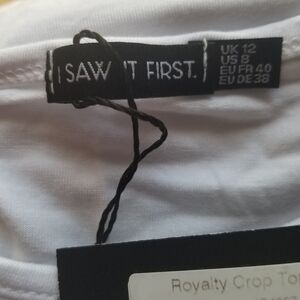 I SAW IT FIRST.
UK 12
US 8
EU FR 40
EU DE 38
Royalty Crop